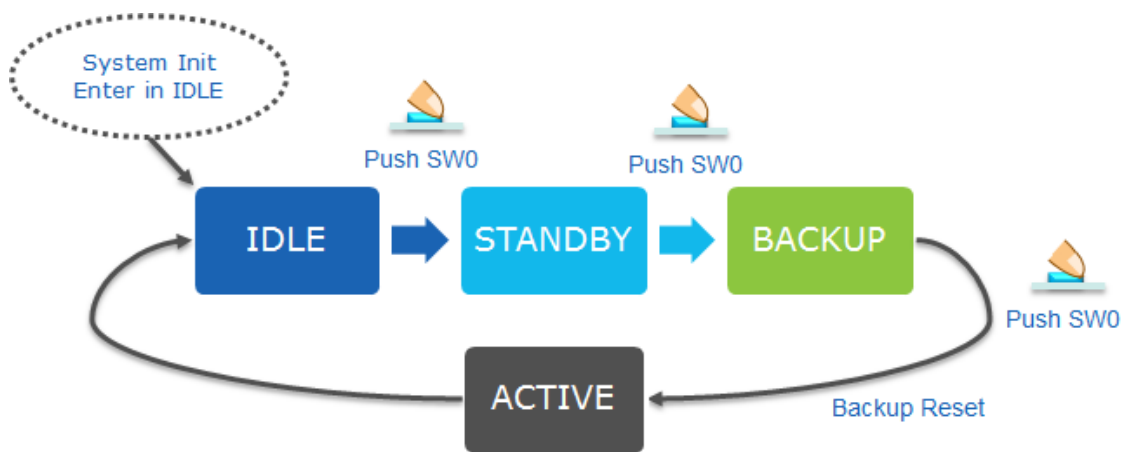 System Init
Enter in IDLE
Push SW0
Push SW0
IDLE
STANDBY
BACKUP
Push SW0
ACTIVE
Backup Reset